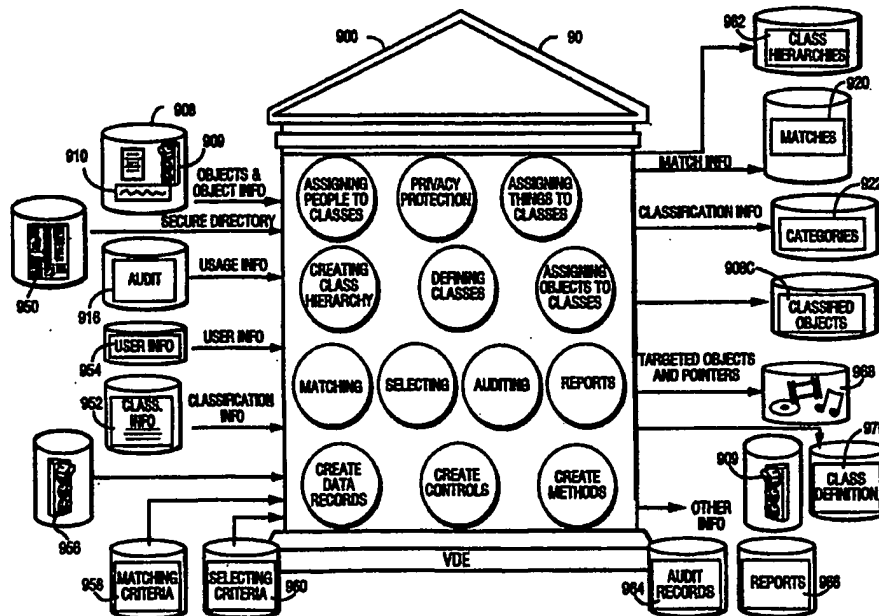 900
90
962
CLASS
HIERARCHIES
920
MATCHES
908
909
910
OBJECTS &
OBJECT INFO
SECURE DIRECTORY
950
AUDIT
916
USAGE INFO
USER INFO
954
USER INFO
952
CLASS.
INFO
CLASSIFICATION
INFO
956
MATCHING
CRITERIA
958
SELECTING
CRITERIA
960
ASSIGNING
PEOPLE TO
CLASSES
PRIVACY
PROTECTION
ASSIGNING
THINGS TO
CLASSES
CREATING
CLASS
HIERARCHY
DEFINING
CLASSES
ASSIGNING
OBJECTS TO
CLASSES
MATCHING
SELECTING
AUDITING
REPORTS
CREATE
DATA
RECORDS
CREATE
CONTROLS
CREATE
METHODS
VDE
MATCH INFO
CLASSIFICATION INFO
922
CATEGORIES
908C
CLASSIFIED
OBJECTS
TARGETED OBJECTS
AND POINTERS
968
909
CLASS
DEFINITION
OTHER
INFO
AUDIT
RECORDS
964
REPORTS
966